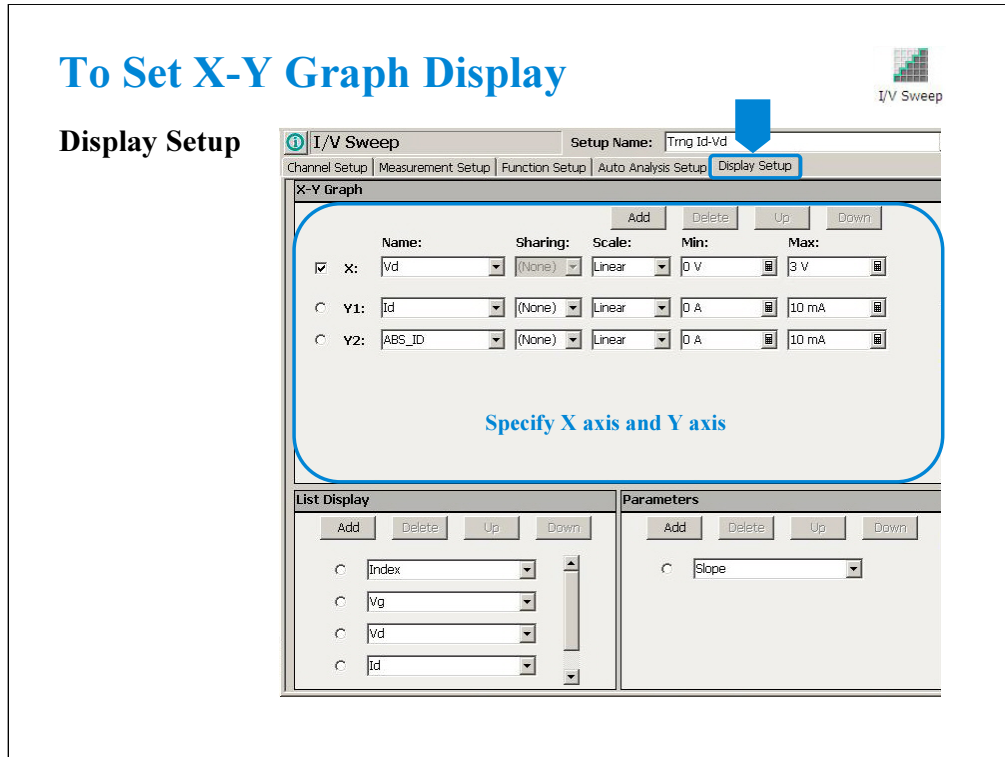 To Set X-Y Graph Display
I/V Sweep
Display Setup
I/V Sweep Setup Name: Trng Id-Vd
Channel Setup Measurement Setup Function Setup Auto Analysis Setup Display Setup
X-Y Graph
Add Delete Up Down
Name: Sharing: Scale: Min: Max:
X: Vd (None) Linear 0 V 3 V
Y1: Id (None) Linear 0 A 10 mA
Y2: ABS_ID (None) Linear 0 A 10 mA
Specify X axis and Y axis
List Display Parameters
Add Delete Up Down Add Delete Up Down
Index Slope
Vg
Vd
Id